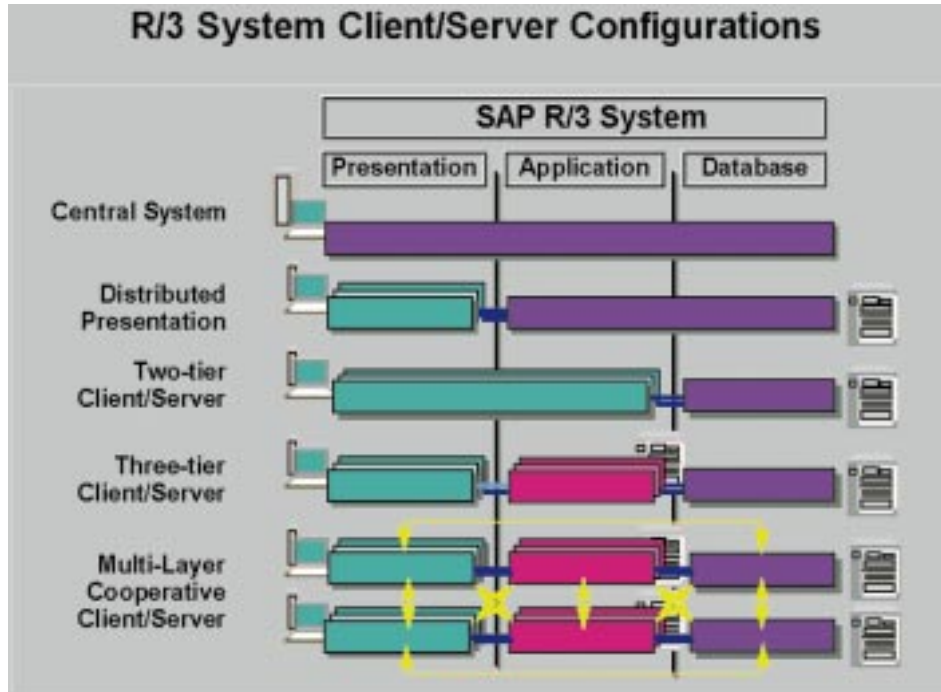 R/3 System Client/Server Configurations
SAP R/3 System
Presentation
Application
Database
Central System
Distributed
Presentation
Two-tier
Client/Server
Three-tier
Client/Server
Multi-Layer
Cooperative
Client/Server